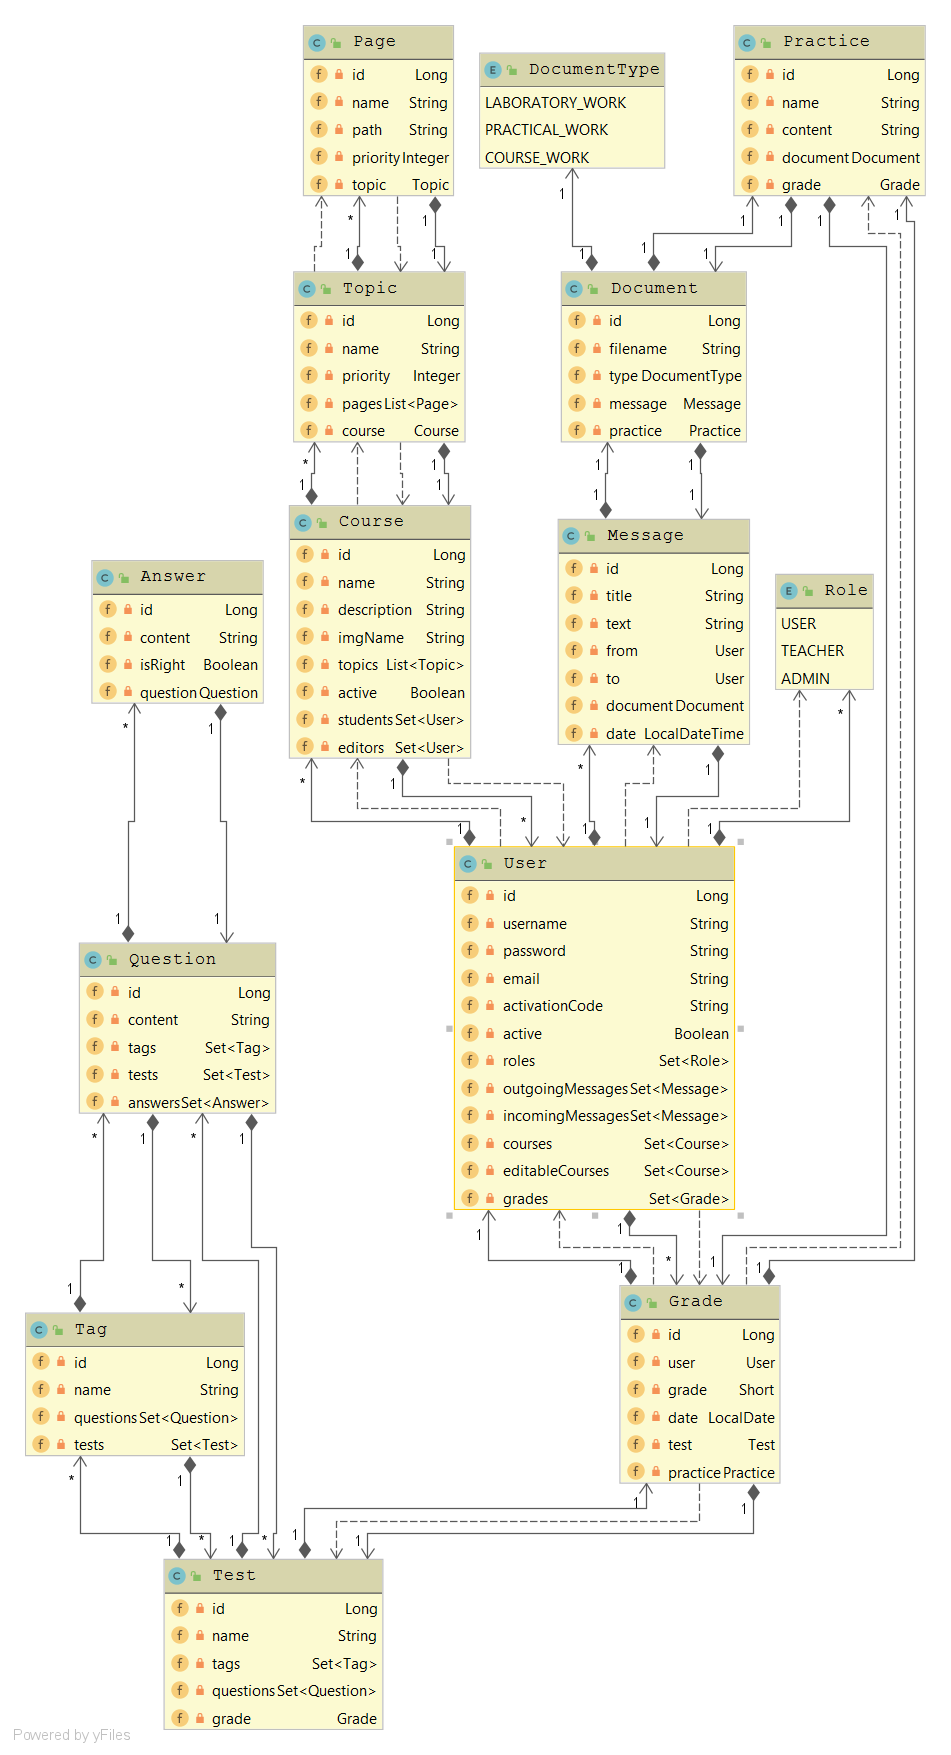 Page
id Long
name String
path String
priority Integer
topic Topic
DocumentType
LABORATORY_WORK
PRACTICAL_WORK
COURSE_WORK
Practice
id Long
name String
content String
document Document
grade Grade
Topic
id Long
name String
priority Integer
pages List<Page>
course Course
Document
id Long
filename String
type DocumentType
message Message
practice Practice
Course
id Long
name String
description String
imgName String
topics List<Topic>
active Boolean
students Set<User>
editors Set<User>
Message
id Long
title String
text String
from User
to User
document Document
date LocalDateTime
Answer
id Long
content String
isRight Boolean
question Question
Role
USER
TEACHER
ADMIN
User
id Long
username String
password String
email String
activationCode String
active Boolean
roles Set<Role>
outgoingMessages Set<Message>
incomingMessages Set<Message>
courses Set<Course>
editableCourses Set<Course>
grades Set<Grade>
Question
id Long
content String
tags Set<Tag>
tests Set<Test>
answers Set<Answer>
Tag
id Long
name String
questions Set<Question>
tests Set<Test>
Grade
id Long
user User
grade Short
date LocalDate
test Test
practice Practice
Test
id Long
name String
tags Set<Tag>
questions Set<Question>
grade Grade
Powered by yFiles